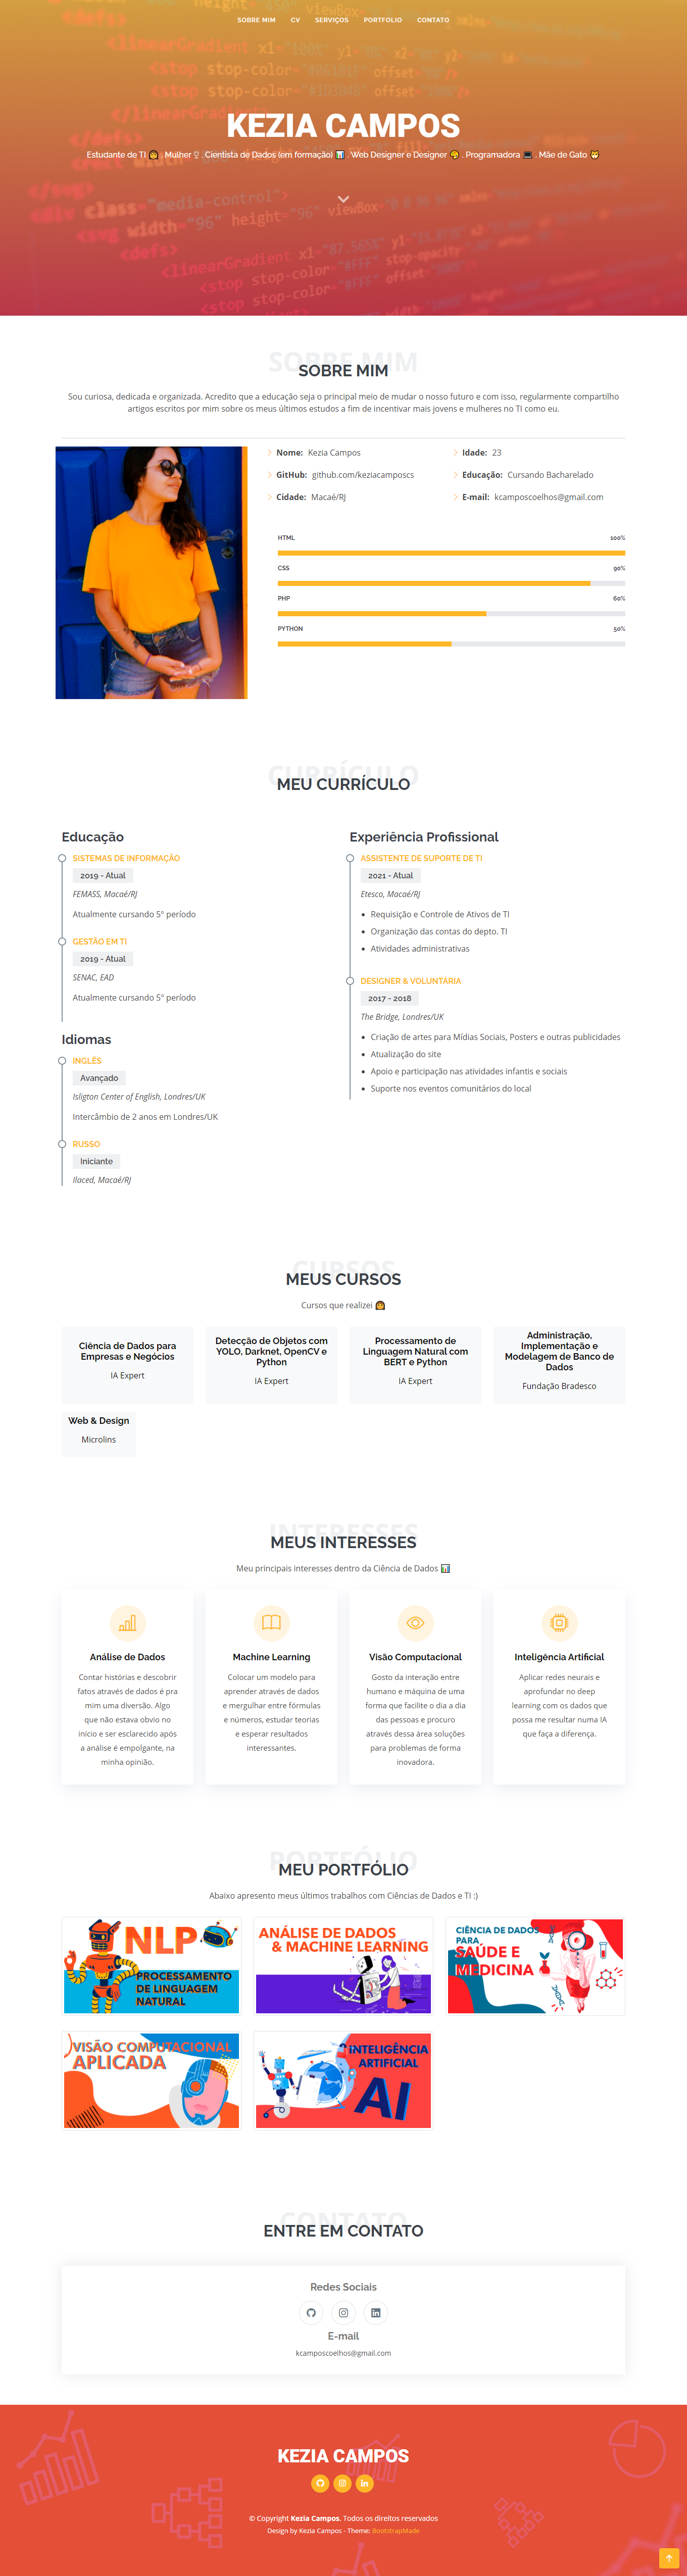 SOBRE MIM CV SERVIÇOS PORTFOLIO CONTATO
KEZIA CAMPOS
Estudante de TI 👩 . Mulher ♀ . Cientista de Dados (em formação) 📊 . Web Designer e Designer 🎨 . Programadora 💻 . Mãe de Gato 🐱
SOBRE MIM
SOBRE MIM
Sou curiosa, dedicada e organizada. Acredito que a educação seja o principal meio de mudar o nosso futuro e com isso, regularmente compartilho
artigos escritos por mim sobre os meus últimos estudos a fim de incentivar mais jovens e mulheres no TI como eu.
Nome: Kezia Campos
Idade: 23
GitHub: github.com/keziacamposcs
Educação: Cursando Bacharelado
Cidade: Macaé/RJ
E-mail: kcamposcoelhos@gmail.com
HTML 100%
CSS 90%
PHP 60%
PYTHON 50%
CURRÍCULO
MEU CURRÍCULO
Educação
SISTEMAS DE INFORMAÇÃO
2019 - Atual
FEMASS, Macaé/RJ
Atualmente cursando 5° período
GESTÃO EM TI
2019 - Atual
SENAC, EAD
Atualmente cursando 5° período
Idiomas
INGLÊS
Avançado
Isligton Center of English, Londres/UK
Intercâmbio de 2 anos em Londres/UK
RUSSO
Iniciante
Ilaced, Macaé/RJ
Experiência Profissional
ASSISTENTE DE SUPORTE DE TI
2021 - Atual
Etesco, Macaé/RJ
Requisição e Controle de Ativos de TI
Organização das contas do depto. TI
Atividades administrativas
DESIGNER & VOLUNTÁRIA
2017 - 2018
The Bridge, Londres/UK
Criação de artes para Mídias Sociais, Posters e outras publicidades
Atualização do site
Apoio e participação nas atividades infantis e sociais
Suporte nos eventos comunitários do local
CURSOS
MEUS CURSOS
Cursos que realizei 👩
Ciência de Dados para
Empresas e Negócios
IA Expert
Detecção de Objetos com
YOLO, Darknet, OpenCV e
Python
IA Expert
Processamento de
Linguagem Natural com
BERT e Python
IA Expert
Administração,
Implementação e
Modelagem de Banco de
Dados
Fundação Bradesco
Web & Design
Microlins
INTERESSES
MEUS INTERESSES
Meu principais interesses dentro da Ciência de Dados 📊
Análise de Dados
Contar histórias e descobrir
fatos através de dados é pra
mim uma diversão. Algo
que não estava obvio no
início e ser esclarecido após
a análise é empolgante, na
minha opinião.
Machine Learning
Colocar um modelo para
aprender através de dados
e mergulhar entre fórmulas
e números, estudar teorias
e esperar resultados
interessantes.
Visão Computacional
Gosto da interação entre
humano e máquina de uma
forma que facilite o dia a dia
das pessoas e procuro
através dessa área soluções
para problemas de forma
inovadora.
Inteligência Artificial
Aplicar redes neurais e
aprofundar no deep
learning com os dados que
possa me resultar numa IA
que faça a diferença.
PORTFÓLIO
MEU PORTFÓLIO
Abaixo apresento meus últimos trabalhos com Ciências de Dados e TI :)
NLP
PROCESSAMENTO
DE LINGUAGEM
NATURAL
ANÁLISE DE DADOS
& MACHINE LEARNING
CIÊNCIA DE DADOS
PARA
SAÚDE E
MEDICINA
VISÃO COMPUTACIONAL
APLICADA
INTELIGÊNCIA
ARTIFICIAL
AI
CONTATO
ENTRE EM CONTATO
Redes Sociais
E-mail
kcamposcoelhos@gmail.com
KEZIA CAMPOS
© Copyright Kezia Campos. Todos os direitos reservados
Design by Kezia Campos - Theme: BootstrapMade